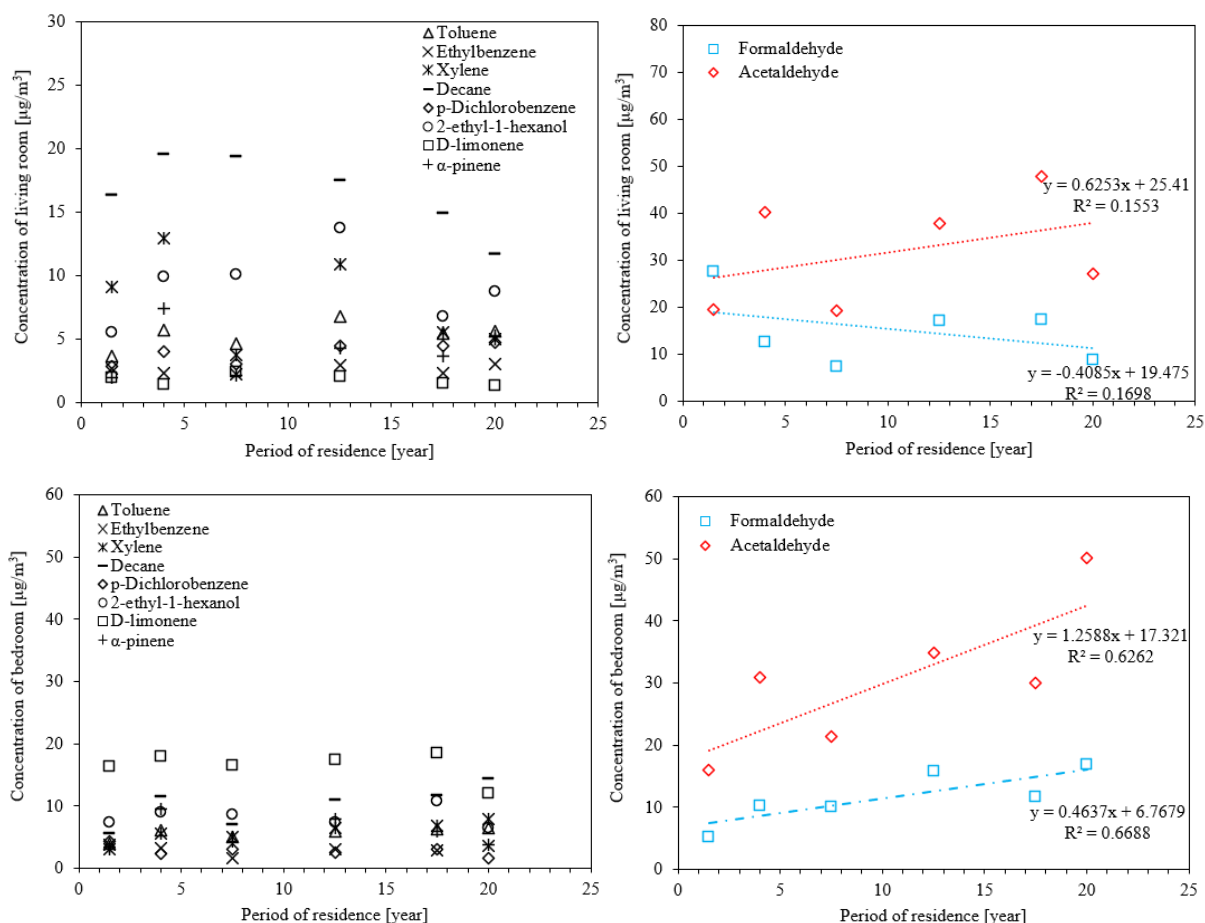 Concentration of living room [µg/m³]
30
25
20
15
10
5
0
Toluene
Ethylbenzene
Xylene
Decane
p-Dichlorobenzene
2-ethyl-1-hexanol
D-limonene
α-pinene
0 5 10 15 20 25
Period of residence [year]
Concentration of living room [µg/m³]
80
70
60
50
40
30
20
10
0
Formaldehyde
Acetaldehyde
y = 0.6253x + 25.41
R² = 0.1553
y = -0.4085x + 19.475
R² = 0.1698
0 5 10 15 20 25
Period of residence [year]
Concentration of bedroom [µg/m³]
60
50
40
30
20
10
0
Toluene
Ethylbenzene
Xylene
Decane
p-Dichlorobenzene
2-ethyl-1-hexanol
D-limonene
α-pinene
0 5 10 15 20 25
Period of residence [year]
Concentration of bedroom [µg/m³]
60
50
40
30
20
10
0
Formaldehyde
Acetaldehyde
y = 1.2588x + 17.321
R² = 0.6262
y = 0.4637x + 6.7679
R² = 0.6688
0 5 10 15 20 25
Period of residence [year]